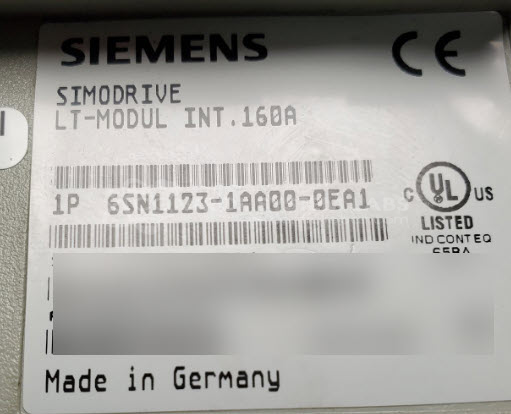 SIEMENS
CE
SIMODRIVE
LT-MODUL INT.160A
1P 6SN1123-1AA00-0EA1
C UL US
LISTED
IND CONT EQ
Made in Germany